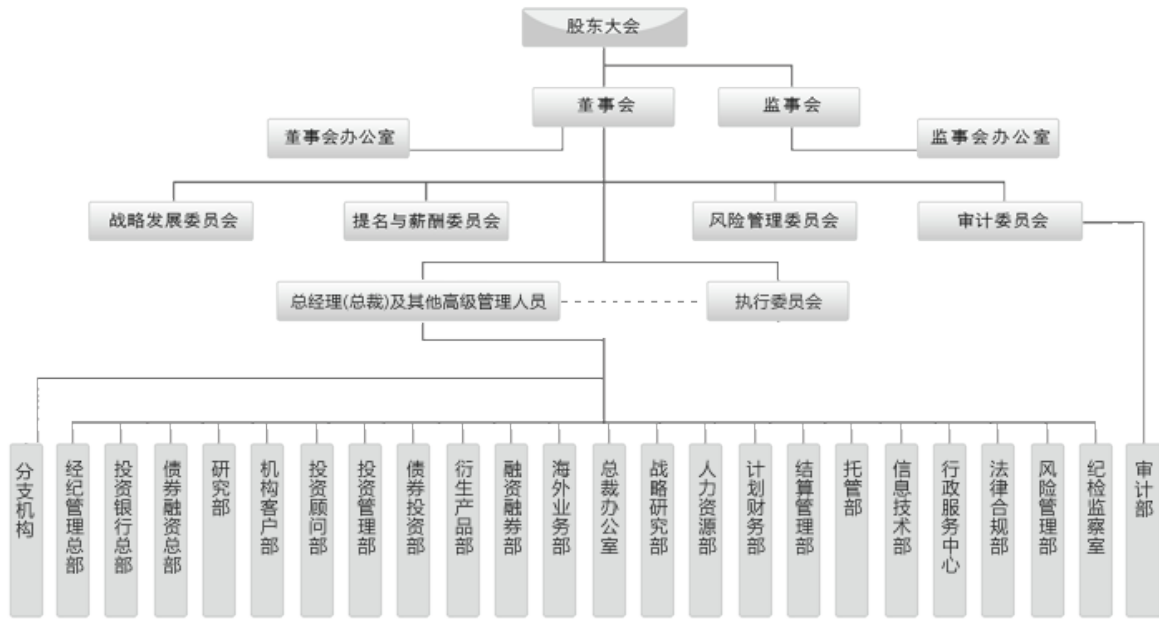 股东大会
董事会
监事会
董事会办公室
监事会办公室
战略发展委员会
提名与薪酬委员会
风险管理委员会
审计委员会
总经理(总裁)及其他高级管理人员
执行委员会
分支机构
经纪管理总部
投资银行总部
债券融资总部
研究部
机构客户部
投资顾问部
投资管理部
债券投资部
衍生产品部
融资融券部
海外业务部
总裁办公室
战略研究部
人力资源部
计划财务部
结算管理部
托管部
信息技术部
行政服务中心
法律合规部
风险管理部
纪检监察室
审计部